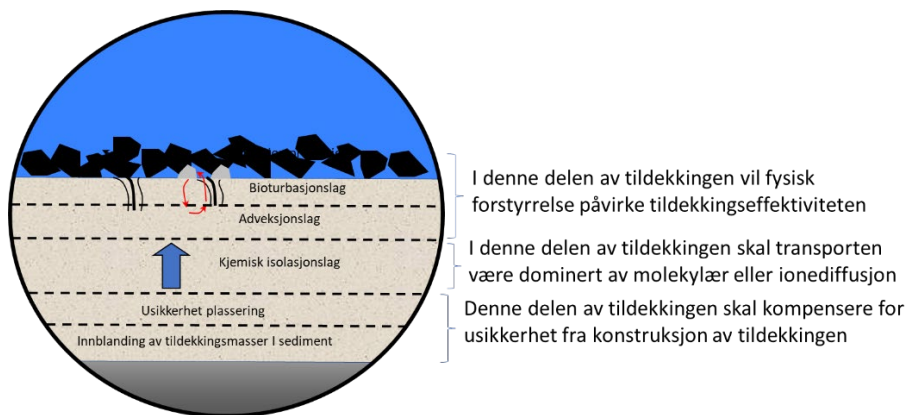 Bioturbasjonslag
Adveksjonslag
Kjemisk isolasjonslag
Usikkerhet plassering
Innblanding av tildekkingsmasser I sediment
I denne delen av tildekkingen vil fysisk
forstyrrelse påvirke tildekkingseffektiviteten
I denne delen av tildekkingen skal transporten
være dominert av molekylær eller ionediffusjon
Denne delen av tildekkingen skal kompensere for
usikkerhet fra konstruksjon av tildekkingen